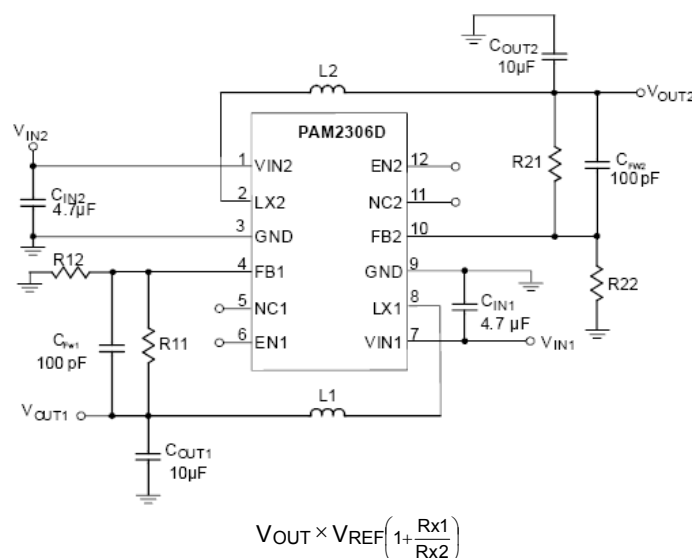 COUT2
10µF
L2
VOUT2
PAM2306D
VIN2
1
VIN2
EN2
12
R21
CFW2
100 pF
CIN2
4.7µF
2
LX2
NC2
11
3
GND
FB2
10
R12
4
FB1
GND
9
R22
5
NC1
LX1
8
CIN1
4.7 µF
CFW1
100 pF
R11
6
EN1
VIN1
7
VIN1
VOUT1
L1
COUT1
10µF
VOUT × VREF(1+Rx1/Rx2)